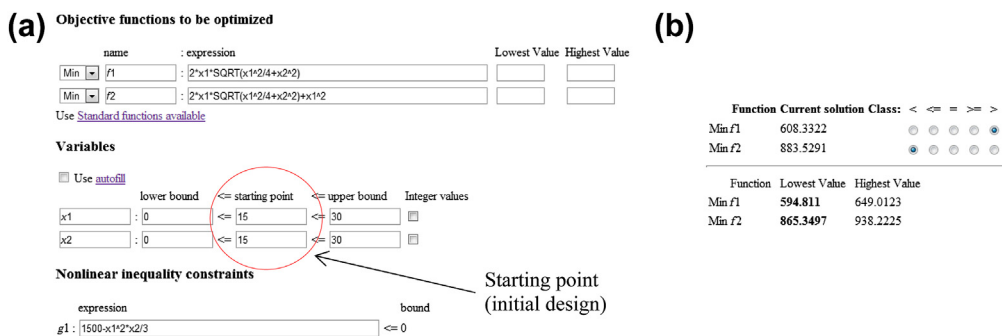 (a) Objective functions to be optimized
name : expression Lowest Value Highest Value
Min f1 : 2*x1*SQRT(x1^2/4+x2^2)
Min f2 : 2*x1*SQRT(x1^2/4+x2^2)+x1^2
Use Standard functions available
Variables
Use autofill
lower bound <= starting point <= upper bound Integer values
x1 : 0 <= 15 <= 30
x2 : 0 <= 15 <= 30
Nonlinear inequality constraints
expression bound
g1 : 1500-x1^2*x2/3 <= 0
Starting point
(initial design)
(b)
Function Current solution Class: < <= = >= >
Min f1 608.3322
Min f2 883.5291
Function Lowest Value Highest Value
Min f1 594.811 649.0123
Min f2 865.3497 938.2225